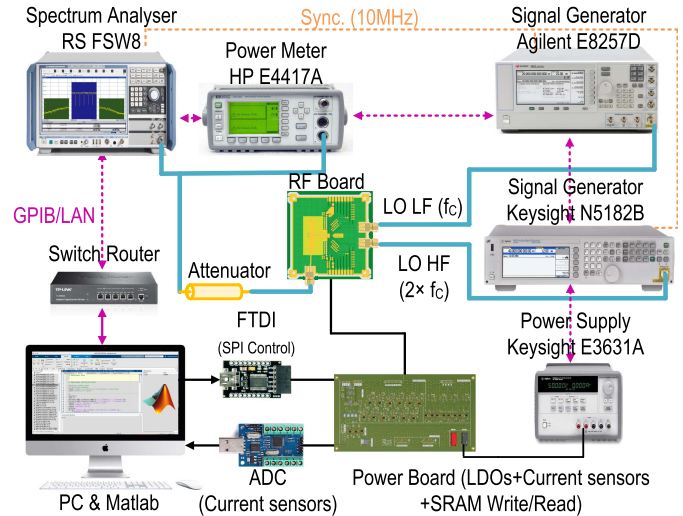 Spectrum Analyser
RS FSW8
Sync. (10MHz)
Signal Generator
Agilent E8257D
Power Meter
HP E4417A
RF Board
LO LF (fC)
Signal Generator
Keysight N5182B
GPIB/LAN
Switch Router
TP-LINK
Attenuator
LO HF
(2× fC)
FTDI
(SPI Control)
Power Supply
Keysight E3631A
ADC
(Current sensors)
PC & Matlab
Power Board (LDOs+Current sensors
+SRAM Write/Read)